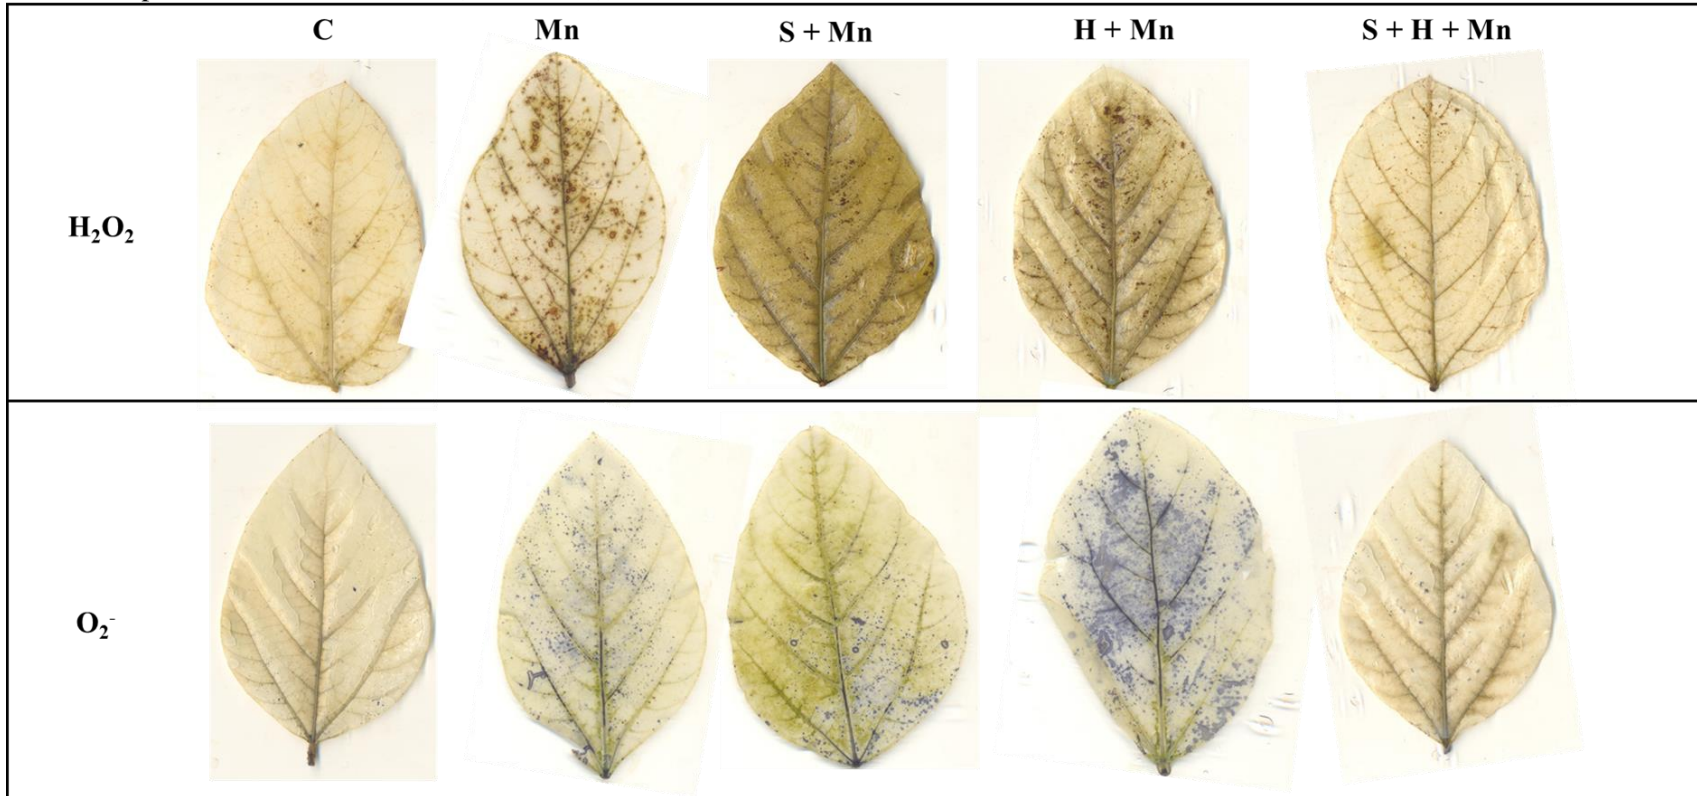 C Mn S + Mn H + Mn S + H + Mn
H₂O₂
O₂⁻